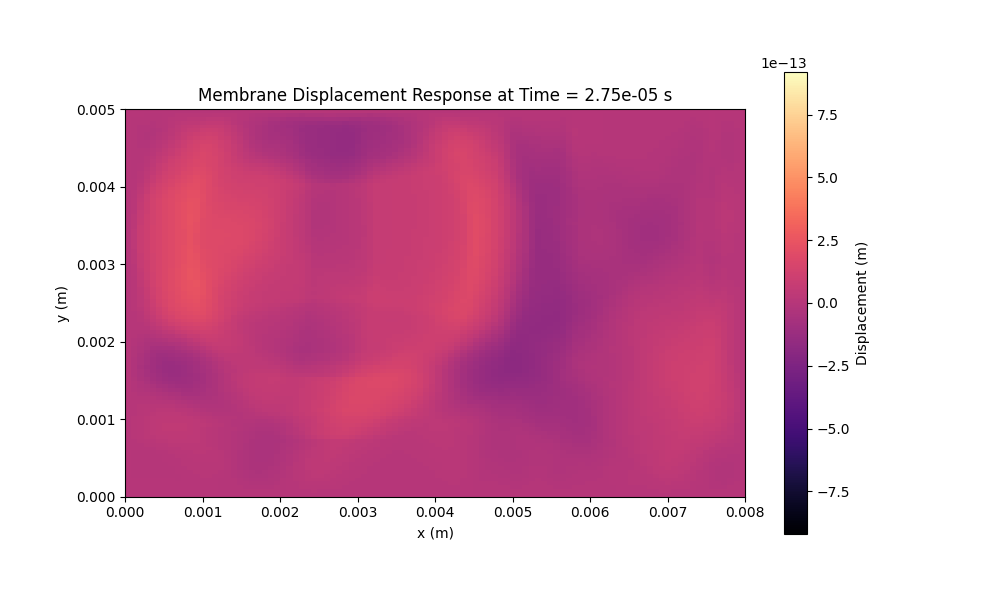 1e−13
Membrane Displacement Response at Time = 2.75e-05 s
0.005
0.004
0.003
0.002
0.001
0.000
y (m)
0.000 0.001 0.002 0.003 0.004 0.005 0.006 0.007 0.008
x (m)
7.5
5.0
2.5
0.0
−2.5
−5.0
−7.5
Displacement (m)